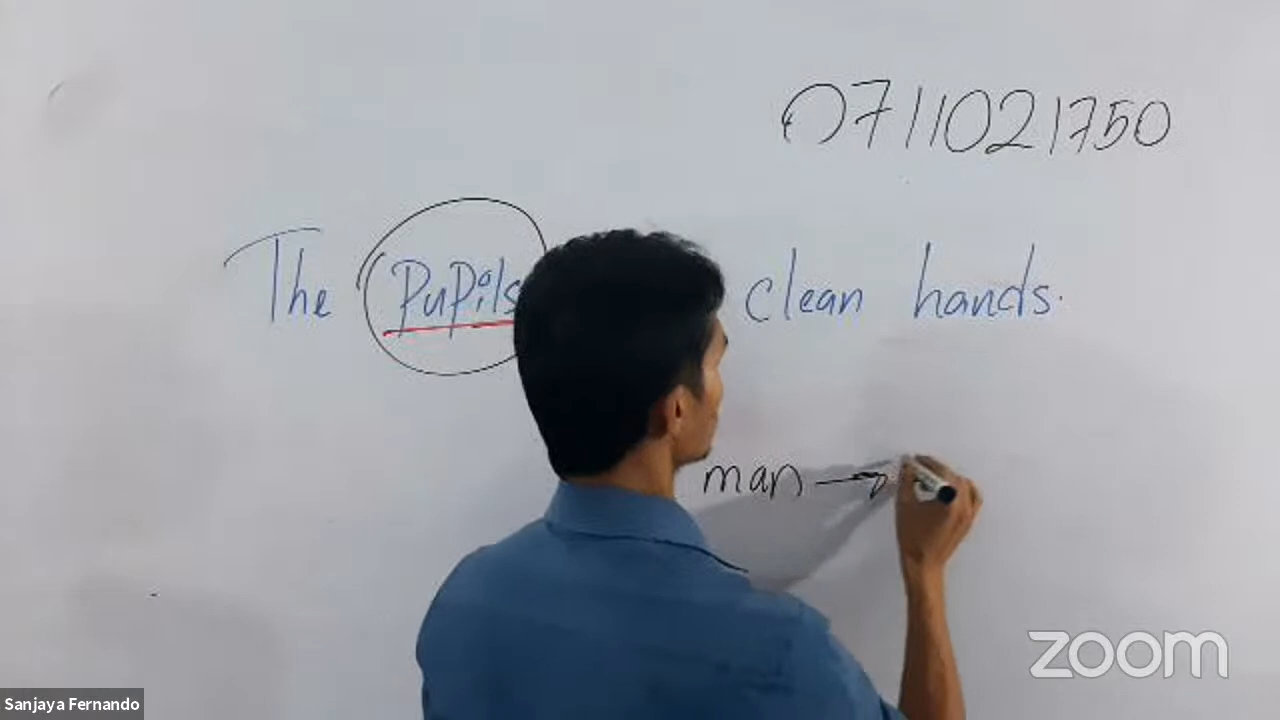 0711021750
The Pupils clean hands.
man →
zoom
Sanjaya Fernando